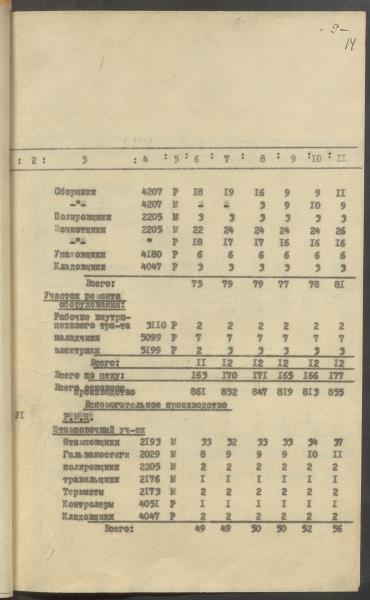 - 9 -
14
: 2 : 3 : 4 : 5 : 6 : 7 : 8 : 9 : 10 : 11
Сборщики 4207 Р 18 19 16 9 9 11
-"- 4207 М - - 3 9 10 9
Полировщики 2205 М 3 3 3 3 3 3
Зачистщики 2205 М 22 24 24 24 24 26
-"- " Р 18 17 17 16 16 16
Упаковщики 4180 Р 6 6 6 6 6 6
Кладовщики 4047 Р 3 3 3 3 3 3
Всего: 75 79 79 77 78 81
Участок ремонта
оборудования:
Рабочие внутри-
цехового тра-та 3110 Р 2 2 2 2 2 2
наладчики 5099 Р 7 7 7 7 7 7
электрики 5199 Р 2 3 3 3 3 3
Всего: 11 12 12 12 12 12
Всего по цеху: 163 170 171 165 166 177
Всего основное
производство 861 852 847 819 813 855
Вспомогательное производство
УІ
Штамповочный уч-ок
Штамповщики 2193 М 33 32 33 33 34 37
Гальваностяги 2029 М 8 9 9 9 10 11
полировщики 2205 М 2 2 2 2 2 2
травильщики 2176 М 1 1 1 1 1 1
Термисты 2173 М 2 2 2 2 2 2
Контролеры 4051 Р 1 1 1 1 1 1
Кладовщики 4047 Р 2 2 2 2 2 2
Всего: 49 49 50 50 52 56